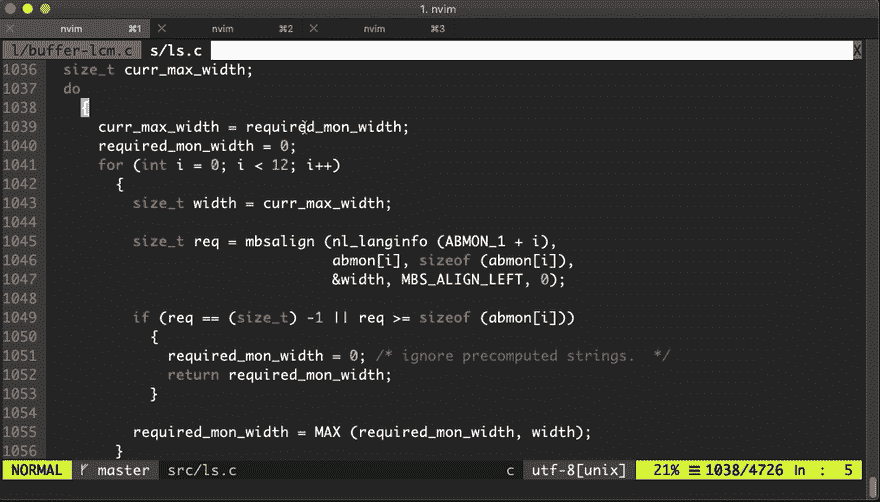 1. nvim
nvim ⌘1 nvim ⌘2 nvim ⌘3
l/buffer-lcm.c s/ls.c X
1036 size_t curr_max_width;
1037 do
1038 {
1039 curr_max_width = required_mon_width;
1040 required_mon_width = 0;
1041 for (int i = 0; i < 12; i++)
1042 {
1043 size_t width = curr_max_width;
1044
1045 size_t req = mbsalign (nl_langinfo (ABMON_1 + i),
1046 abmon[i], sizeof (abmon[i]),
1047 &width, MBS_ALIGN_LEFT, 0);
1048
1049 if (req == (size_t) -1 || req >= sizeof (abmon[i]))
1050 {
1051 required_mon_width = 0; /* ignore precomputed strings.  */
1052 return required_mon_width;
1053 }
1054
1055 required_mon_width = MAX (required_mon_width, width);
1056 }
NORMAL master src/ls.c c utf-8[unix] 21% ☰ 1038/4726 ln : 5